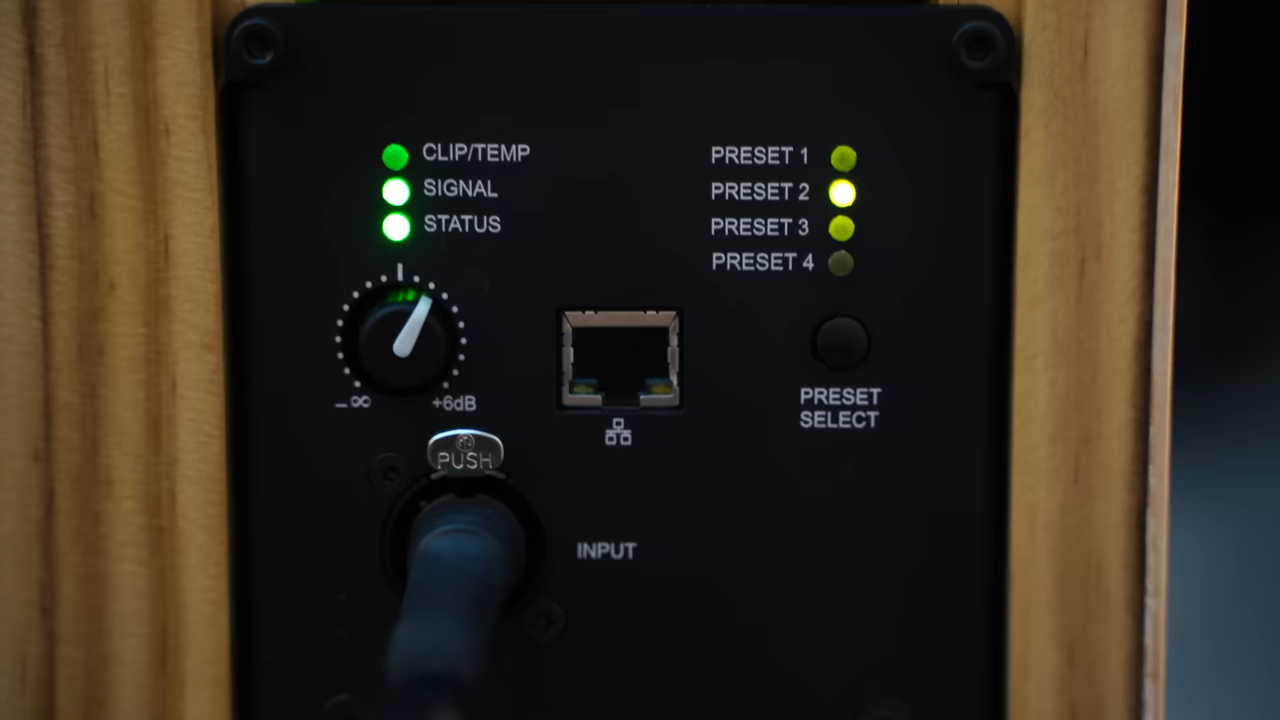 CLIP/TEMP
SIGNAL
STATUS
PRESET 1
PRESET 2
PRESET 3
PRESET 4
−∞
+6dB
PUSH
PRESET
SELECT
INPUT